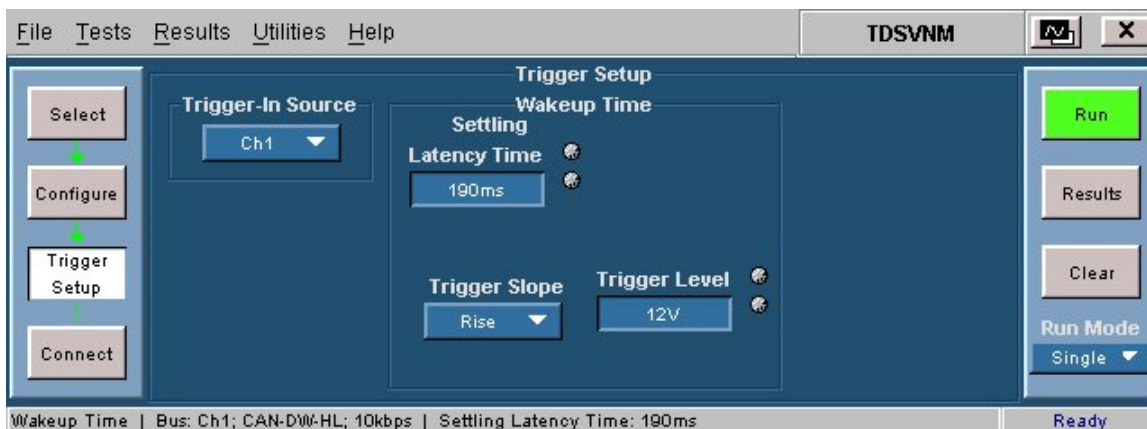 File Tests Results Utilities Help
TDSVNM
Trigger Setup
Select
Configure
Trigger
Setup
Connect
Trigger-In Source
Ch1
Wakeup Time
Settling
Latency Time
190ms
Trigger Slope
Rise
Trigger Level
12V
Run
Results
Clear
Run Mode
Single
Wakeup Time | Bus: Ch1; CAN-DW-HL; 10kbps | Settling Latency Time: 190ms
Ready